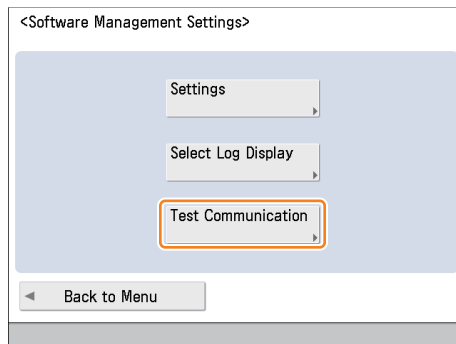 <Software Management Settings>
Settings
Select Log Display
Test Communication
Back to Menu